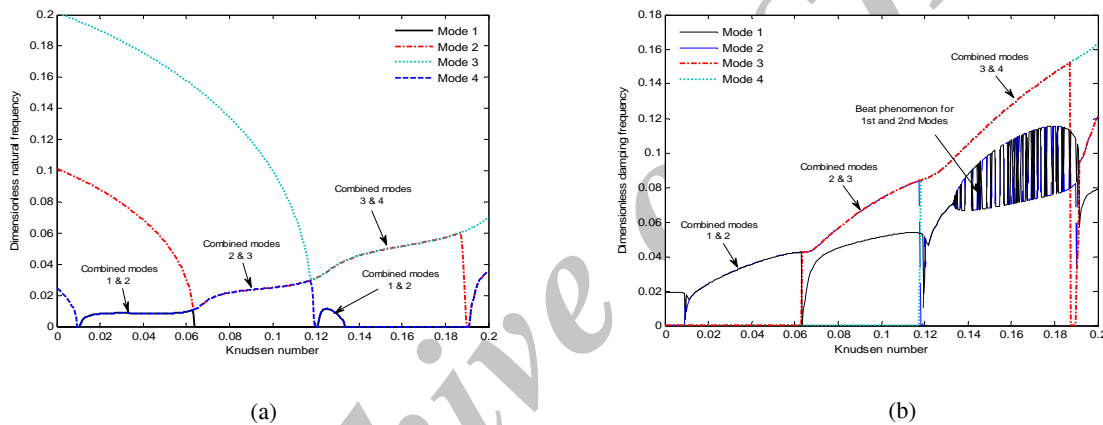 0.2
0.18
0.16
0.14
0.12
0.1
0.08
0.06
0.04
0.02
0
Dimensionless natural frequency
0 0.02 0.04 0.06 0.08 0.1 0.12 0.14 0.16 0.18 0.2
Knudsen number
Mode 1
Mode 2
Mode 3
Mode 4
Combined modes
3 & 4
Combined modes
2 & 3
Combined modes
1 & 2
Combined modes
1 & 2
(a)
0.18
0.16
0.14
0.12
0.1
0.08
0.06
0.04
0.02
0
Dimensionless damping frequency
0 0.02 0.04 0.06 0.08 0.1 0.12 0.14 0.16 0.18 0.2
Knudsen number
Mode 1
Mode 2
Mode 3
Mode 4
Combined modes
3 & 4
Beat phenomenon for
1st and 2nd Modes
Combined modes
2 & 3
Combined modes
1 & 2
(b)